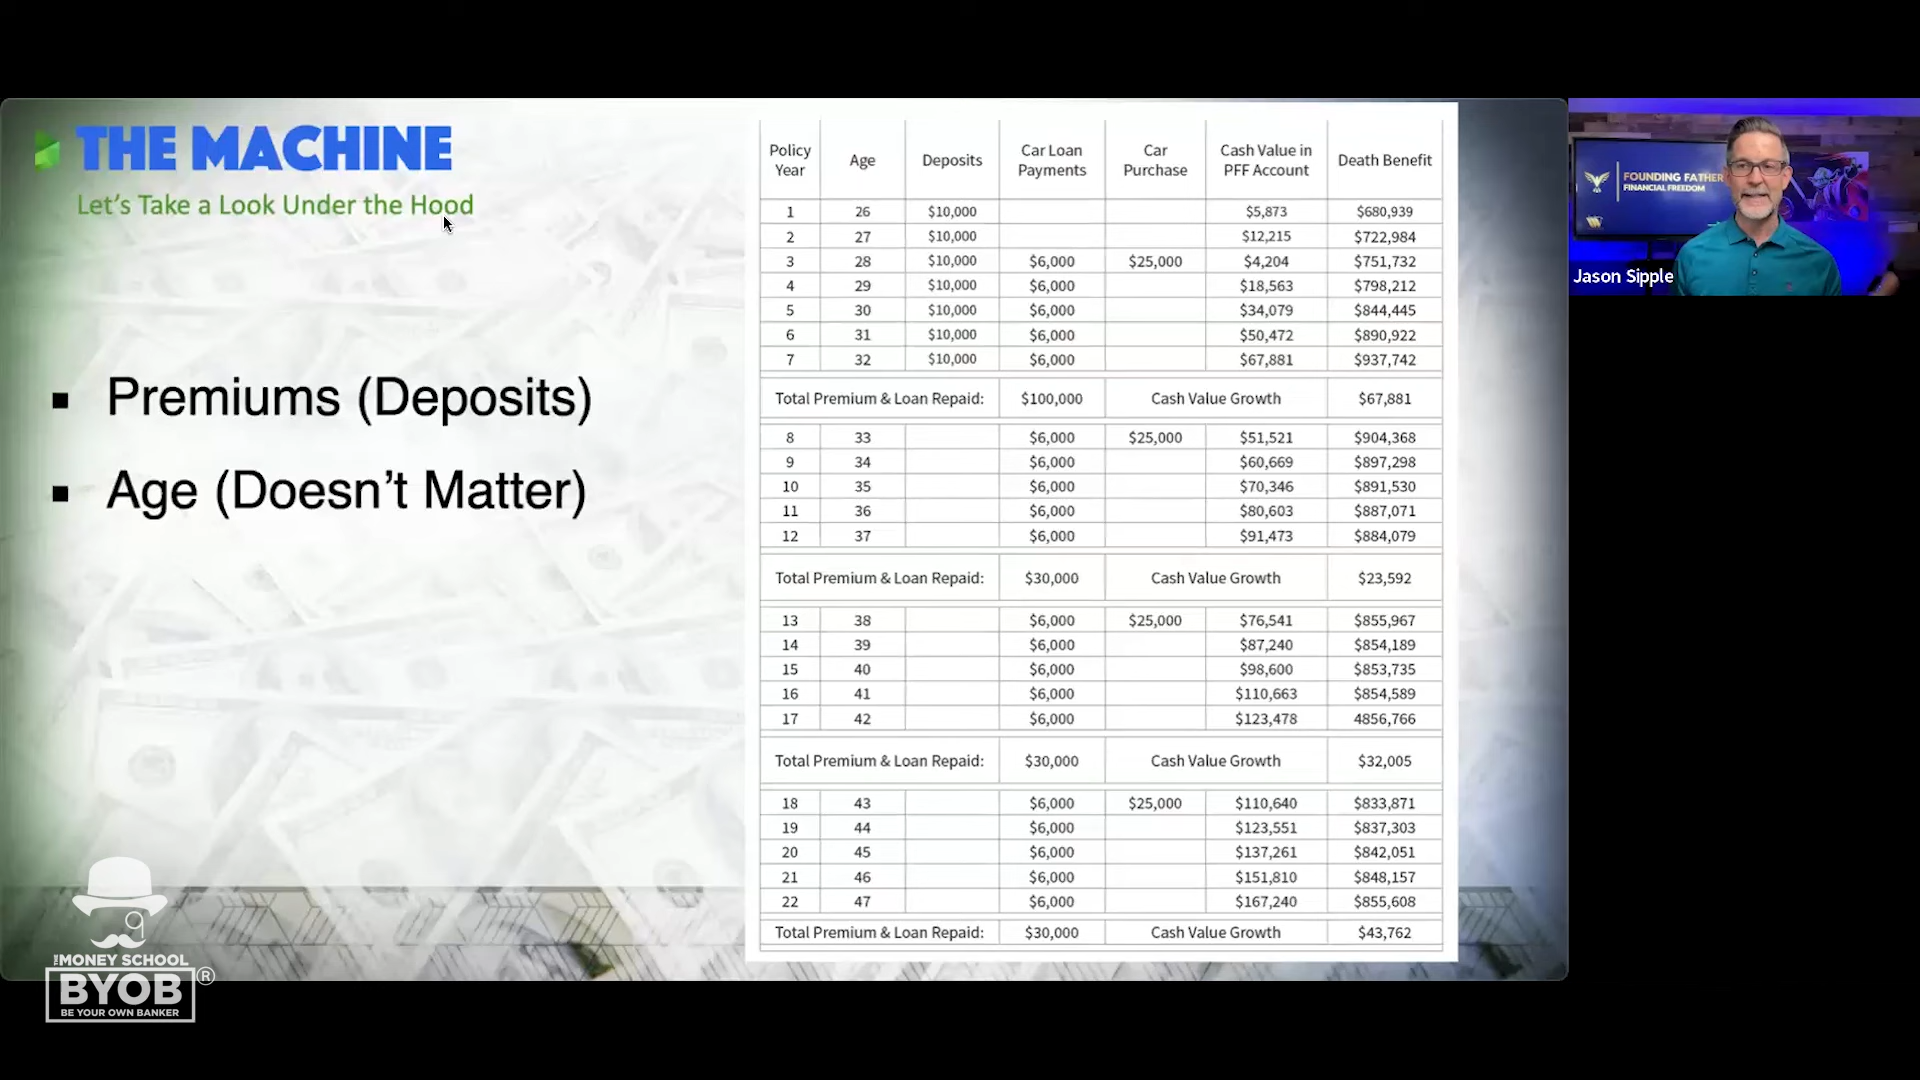 THE MACHINE
Let's Take a Look Under the Hood
▪ Premiums (Deposits)
▪ Age (Doesn't Matter)
THE MONEY SCHOOL
BYOB®
BE YOUR OWN BANKER
Policy Year Age Deposits Car Loan Payments Car Purchase Cash Value in PFF Account Death Benefit
1 26 $10,000 $5,873 $680,939
2 27 $10,000 $12,215 $722,984
3 28 $10,000 $6,000 $25,000 $4,204 $751,732
4 29 $10,000 $6,000 $18,563 $798,212
5 30 $10,000 $6,000 $34,079 $844,445
6 31 $10,000 $6,000 $50,472 $890,922
7 32 $10,000 $6,000 $67,881 $937,742
Total Premium & Loan Repaid: $100,000 Cash Value Growth $67,881
8 33 $6,000 $25,000 $51,521 $904,368
9 34 $6,000 $60,669 $897,298
10 35 $6,000 $70,346 $891,530
11 36 $6,000 $80,603 $887,071
12 37 $6,000 $91,473 $884,079
Total Premium & Loan Repaid: $30,000 Cash Value Growth $23,592
13 38 $6,000 $25,000 $76,541 $855,967
14 39 $6,000 $87,240 $854,189
15 40 $6,000 $98,600 $853,735
16 41 $6,000 $110,663 $854,589
17 42 $6,000 $123,478 4856,766
Total Premium & Loan Repaid: $30,000 Cash Value Growth $32,005
18 43 $6,000 $25,000 $110,640 $833,871
19 44 $6,000 $123,551 $837,303
20 45 $6,000 $137,261 $842,051
21 46 $6,000 $151,810 $848,157
22 47 $6,000 $167,240 $855,608
Total Premium & Loan Repaid: $30,000 Cash Value Growth $43,762
FOUNDING FATHER
FINANCIAL FREEDOM
Jason Sipple